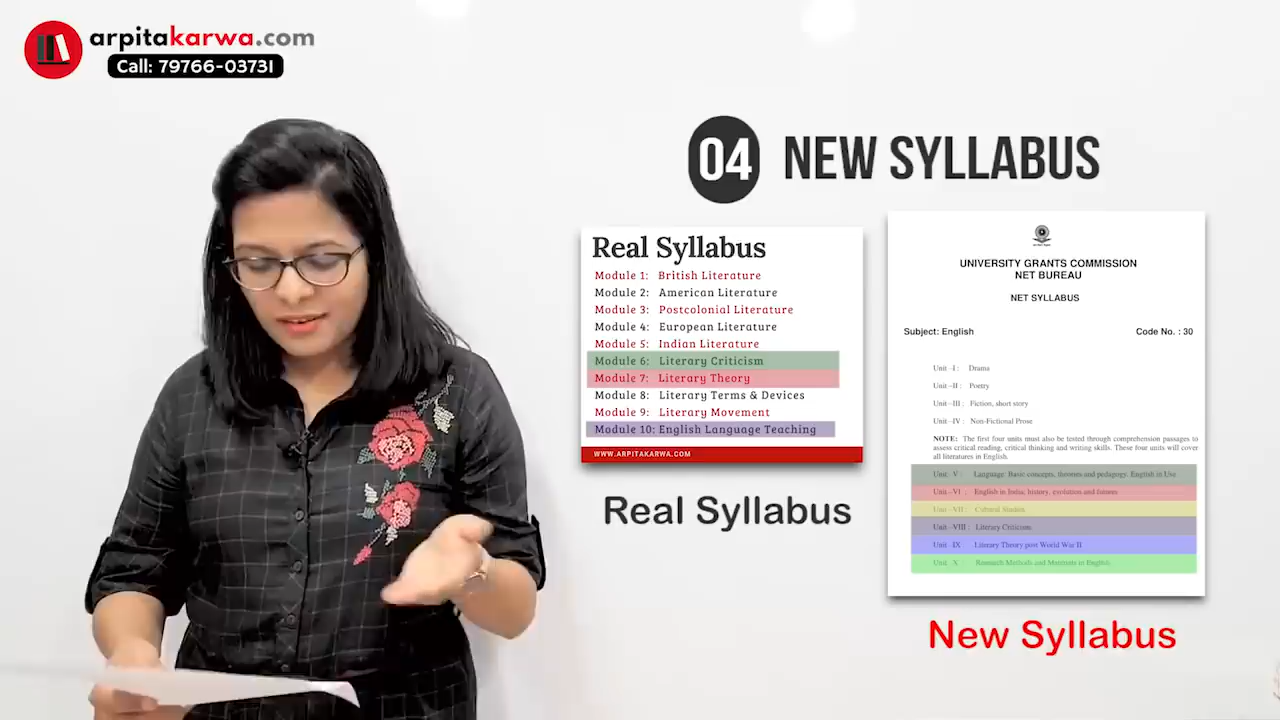 arpitakarwa.com
Call: 79766-03731
04 NEW SYLLABUS
Real Syllabus
Module 1: British Literature
Module 2: American Literature
Module 3: Postcolonial Literature
Module 4: European Literature
Module 5: Indian Literature
Module 6: Literary Criticism
Module 7: Literary Theory
Module 8: Literary Terms & Devices
Module 9: Literary Movement
Module 10: English Language Teaching
WWW.ARPITAKARWA.COM
Real Syllabus
UNIVERSITY GRANTS COMMISSION
NET BUREAU
NET SYLLABUS
Subject: English Code No. : 30
Unit –I : Drama
Unit –II : Poetry
Unit –III : Fiction, short story
Unit –IV : Non-Fictional Prose
NOTE: The first four units must also be tested through comprehension passages to
assess critical reading, critical thinking and writing skills. These four units will cover
all literatures in English.
Unit- V : Language: Basic concepts, theories and pedagogy. English in Use.
Unit –VI : English in India: history, evolution and futures
Unit –VII : Cultural Studies
Unit –VIII : Literary Criticism
Unit –IX Literary Theory post World War II
Unit –X : Research Methods and Materials in English
New Syllabus